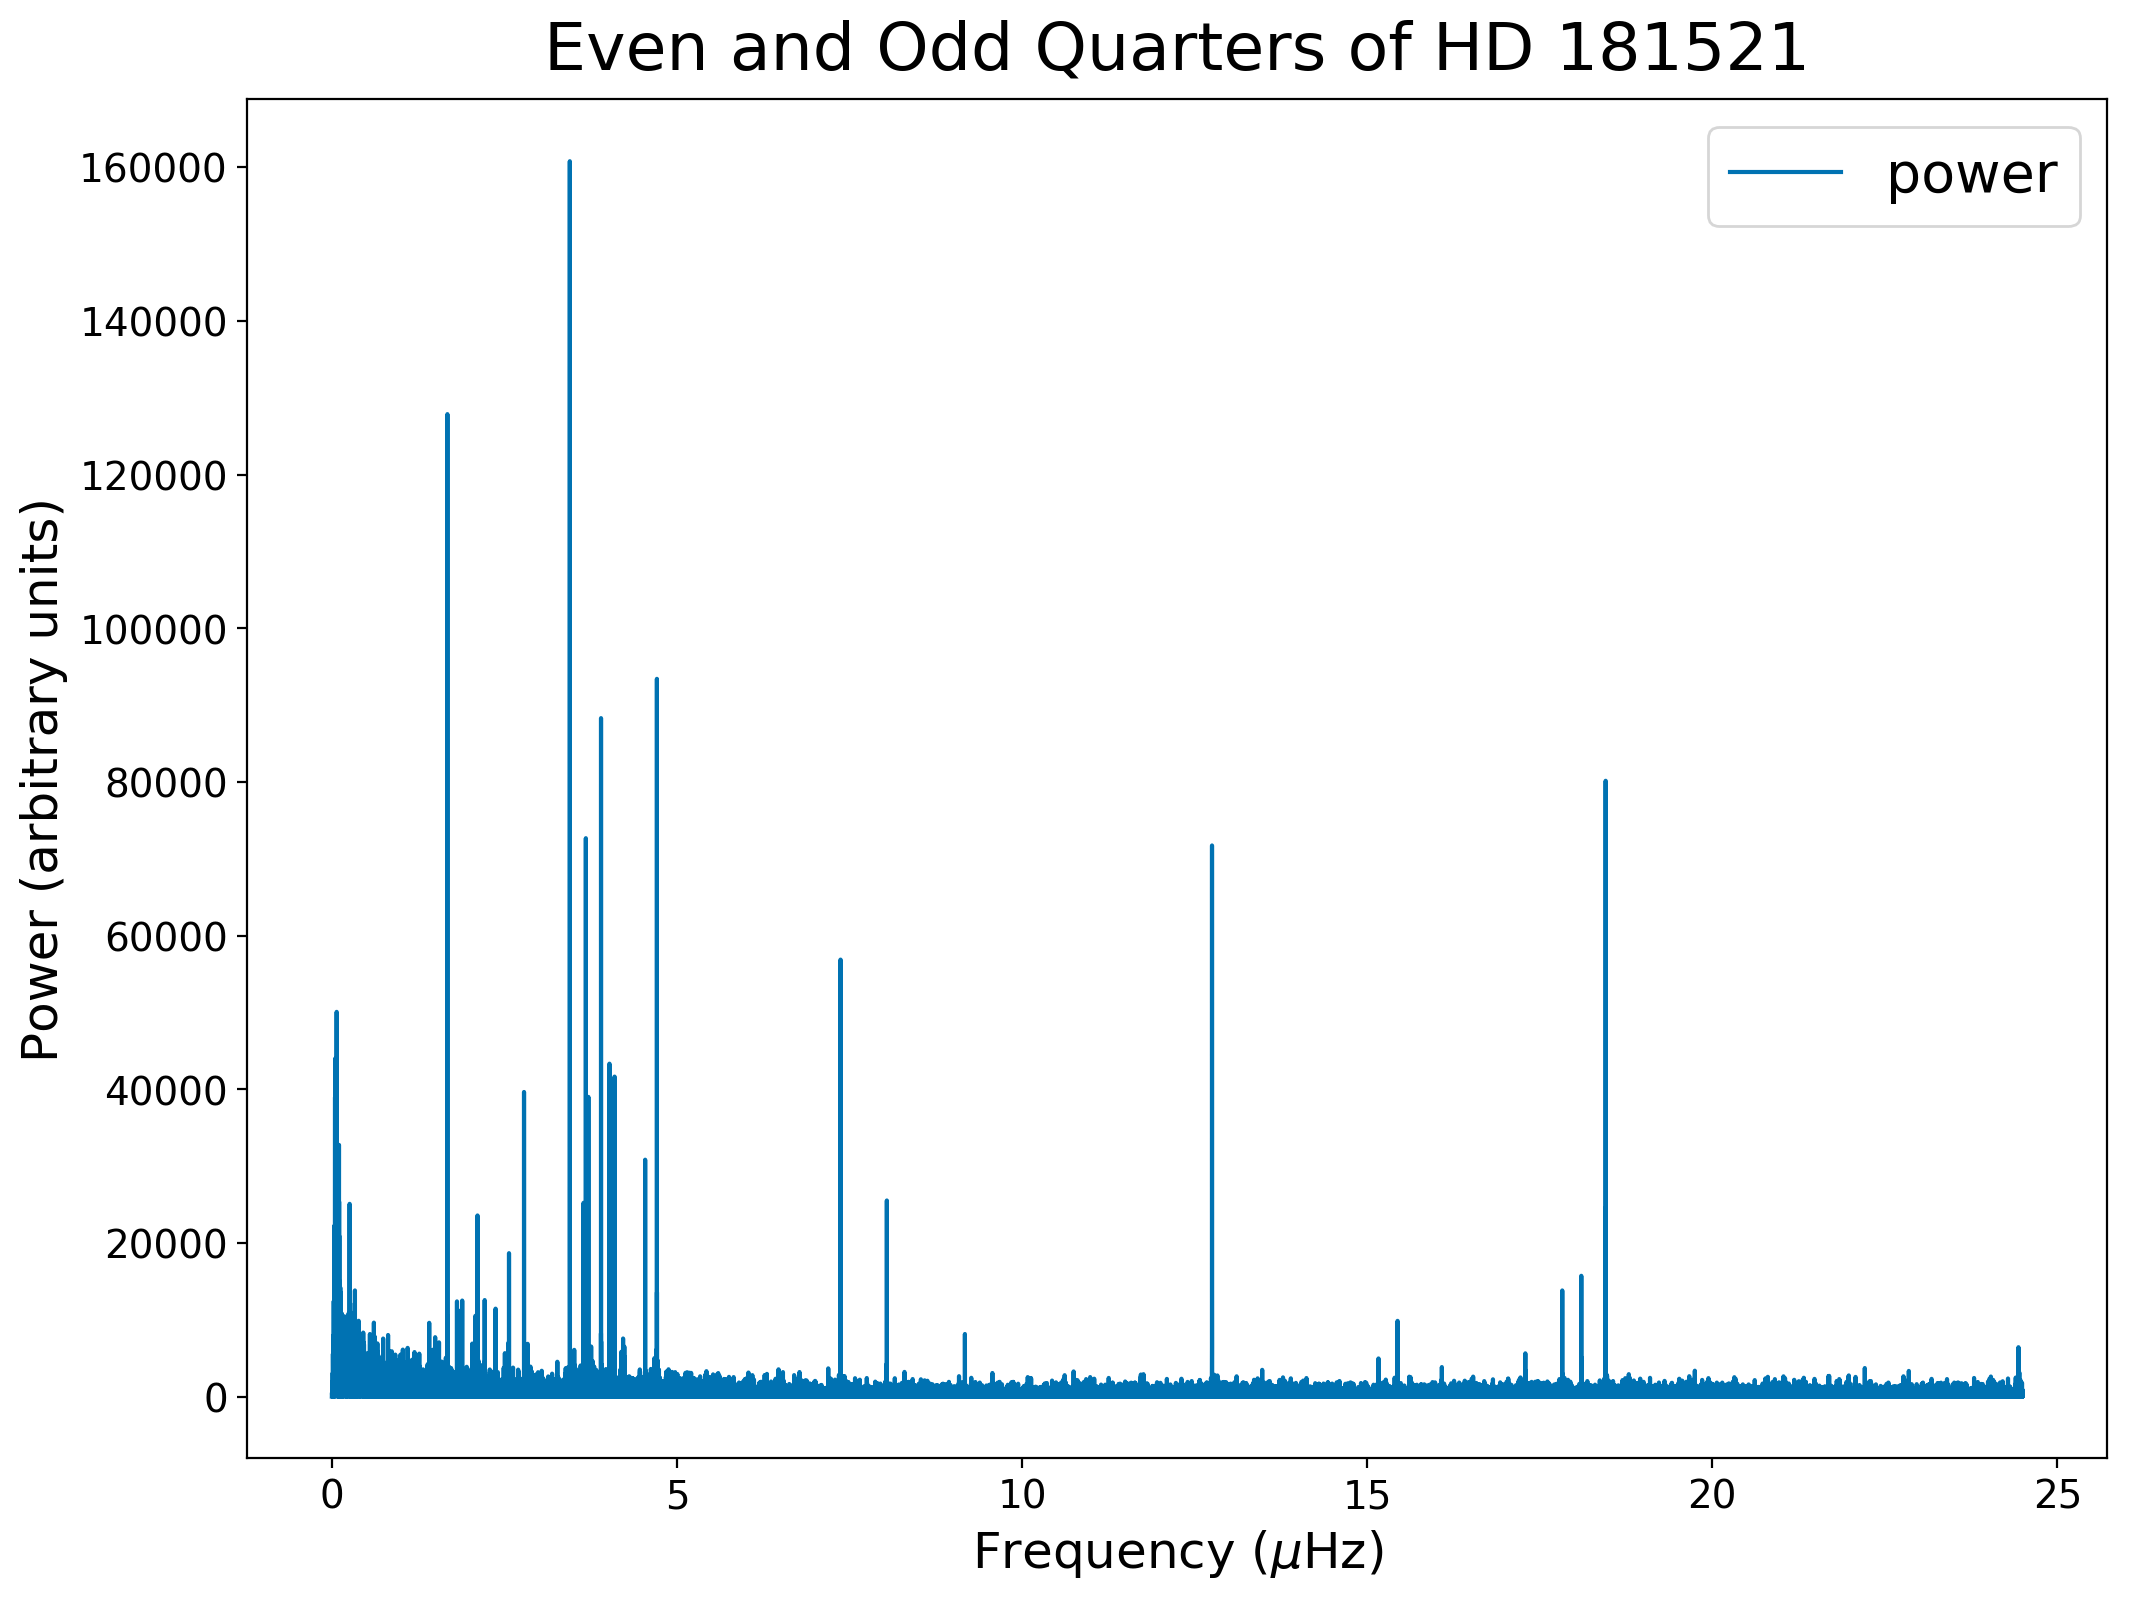 Even and Odd Quarters of HD 181521
power
160000
140000
120000
100000
80000
60000
40000
20000
0
Power (arbitrary units)
0 5 10 15 20 25
Frequency (μHz)